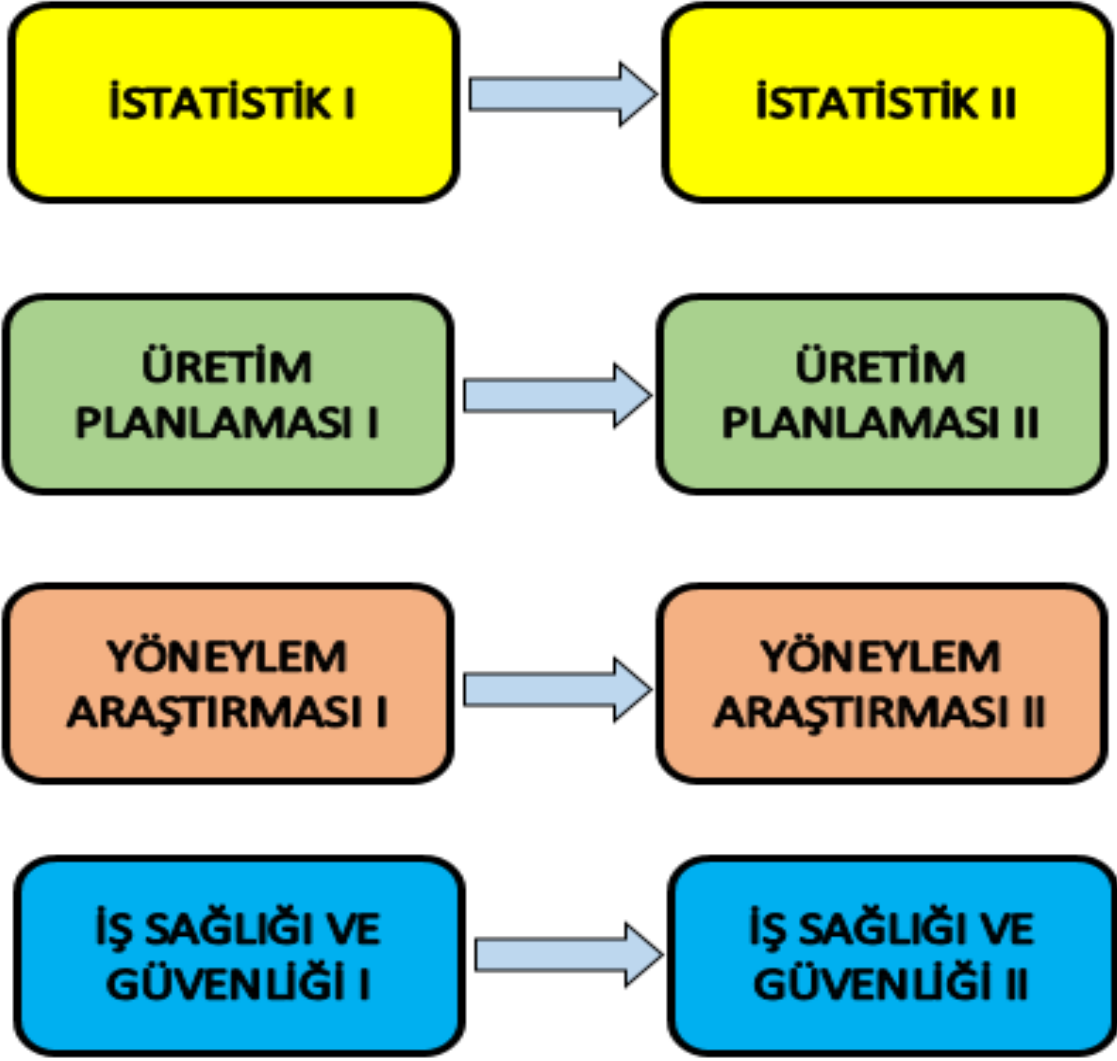 İSTATİSTİK I
İSTATİSTİK II
ÜRETİM
PLANLAMASI I
ÜRETİM
PLANLAMASI II
YÖNEYLEM
ARAŞTIRMASI I
YÖNEYLEM
ARAŞTIRMASI II
İŞ SAĞLIĞI VE
GÜVENLİĞİ I
İŞ SAĞLIĞI VE
GÜVENLİĞİ II